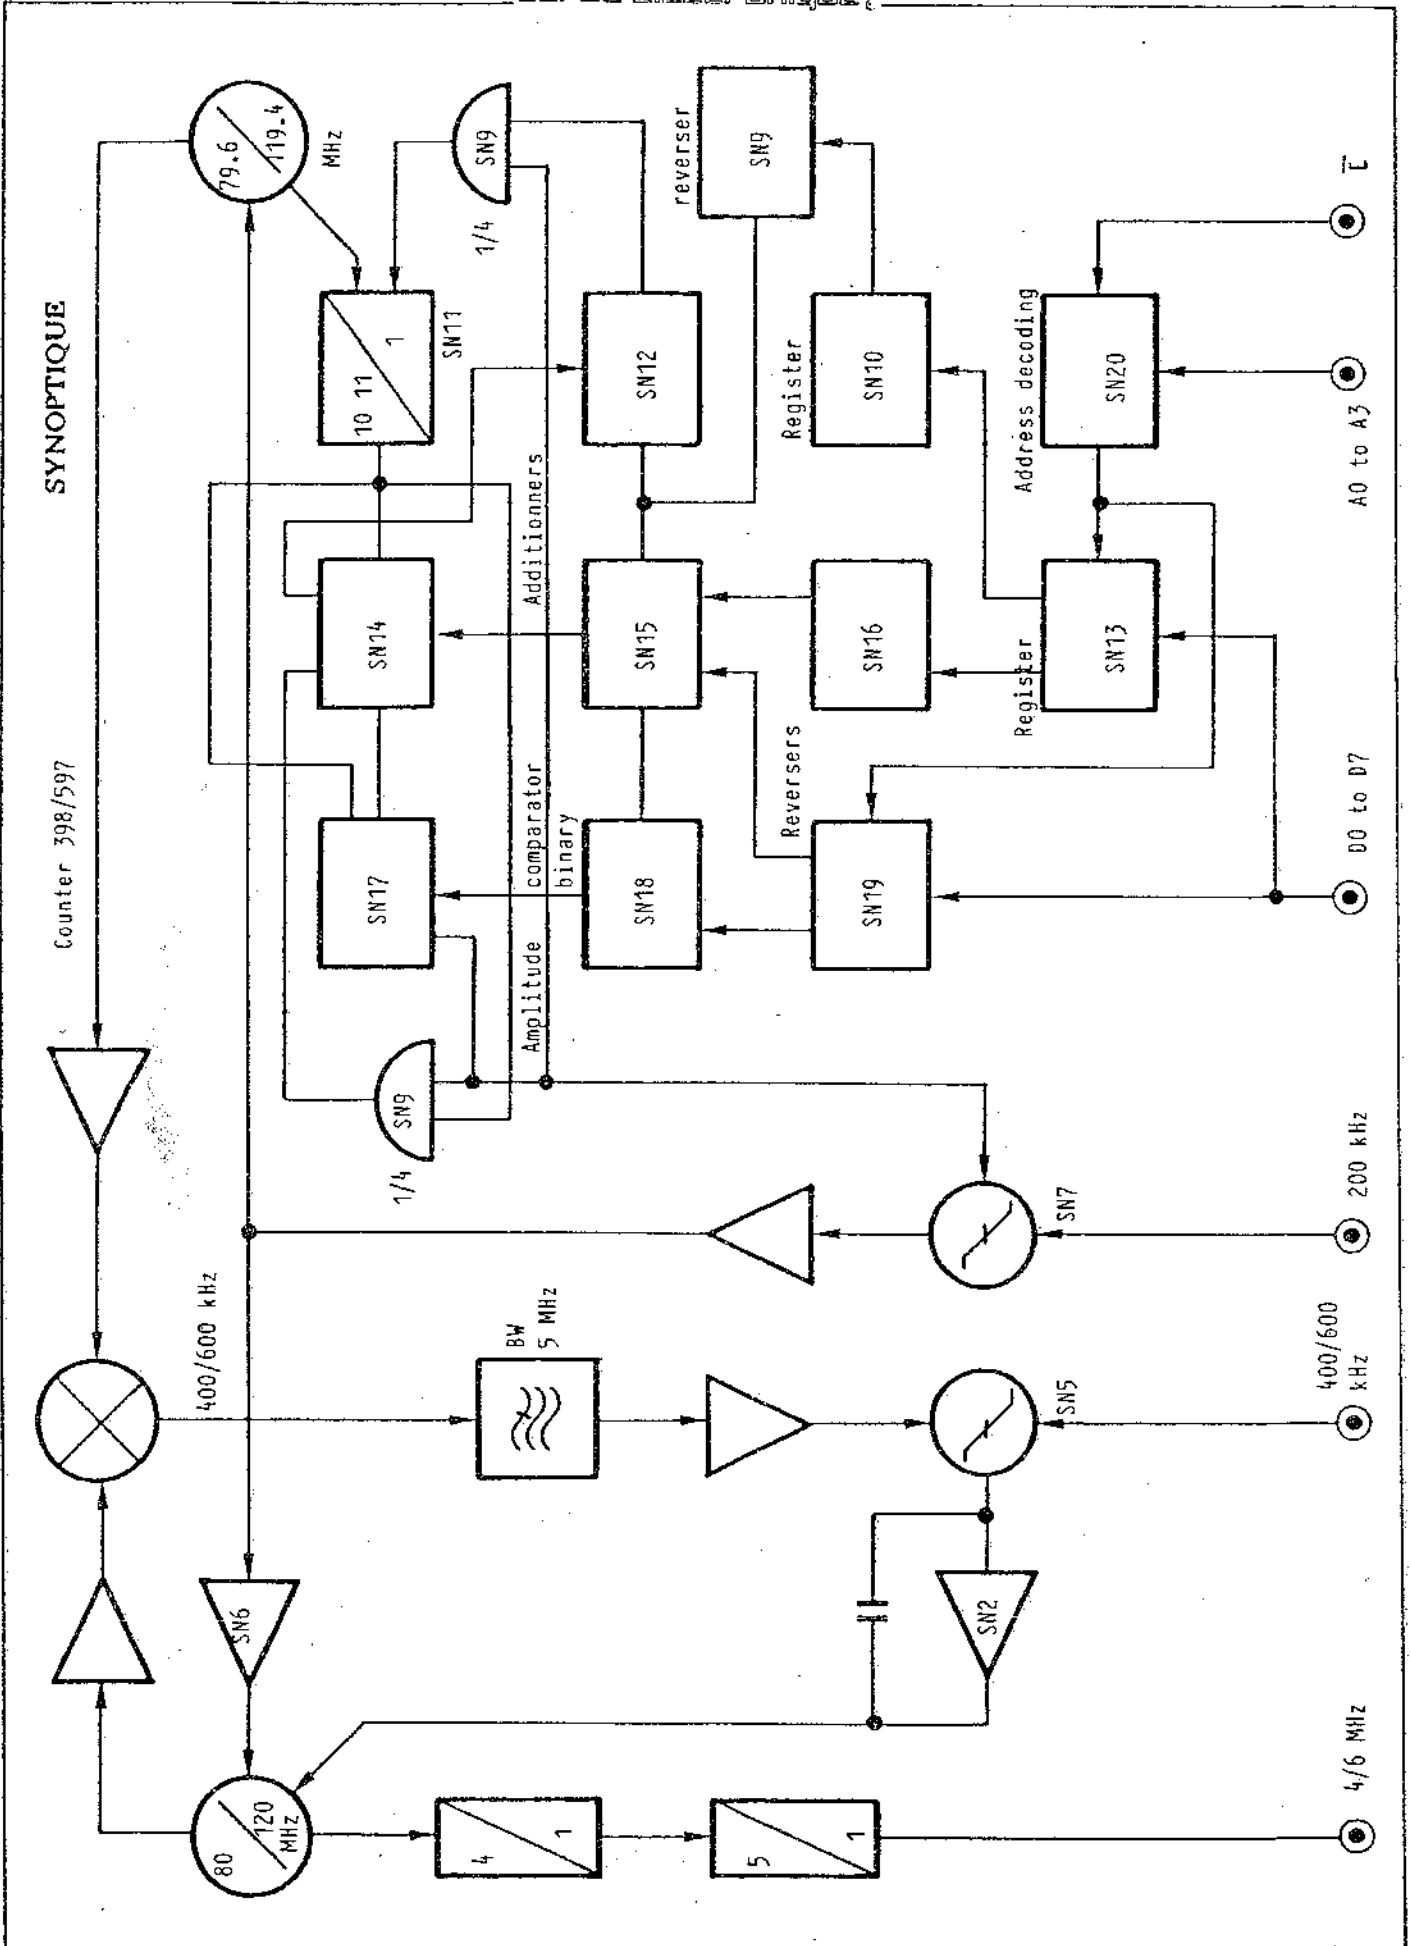 SYNOPTIQUE
Counter 398/597
79.6
119.4
MHz
10 11
1
SN11
SN9
1/4
reverser
SN9
SN14
SN12
Additionners
Register
SN10
Address decoding
SN20
E
A0 to A3
SN17
SN15
SN16
Register
SN13
Amplitude comparator
binary
SN18
Reversers
SN19
D0 to D7
SN9
1/4
SN7
200 kHz
400/600 kHz
BW
5 MHz
SN5
400/600
kHz
SN6
SN2
80
120
MHz
4
1
5
1
4/6 MHz